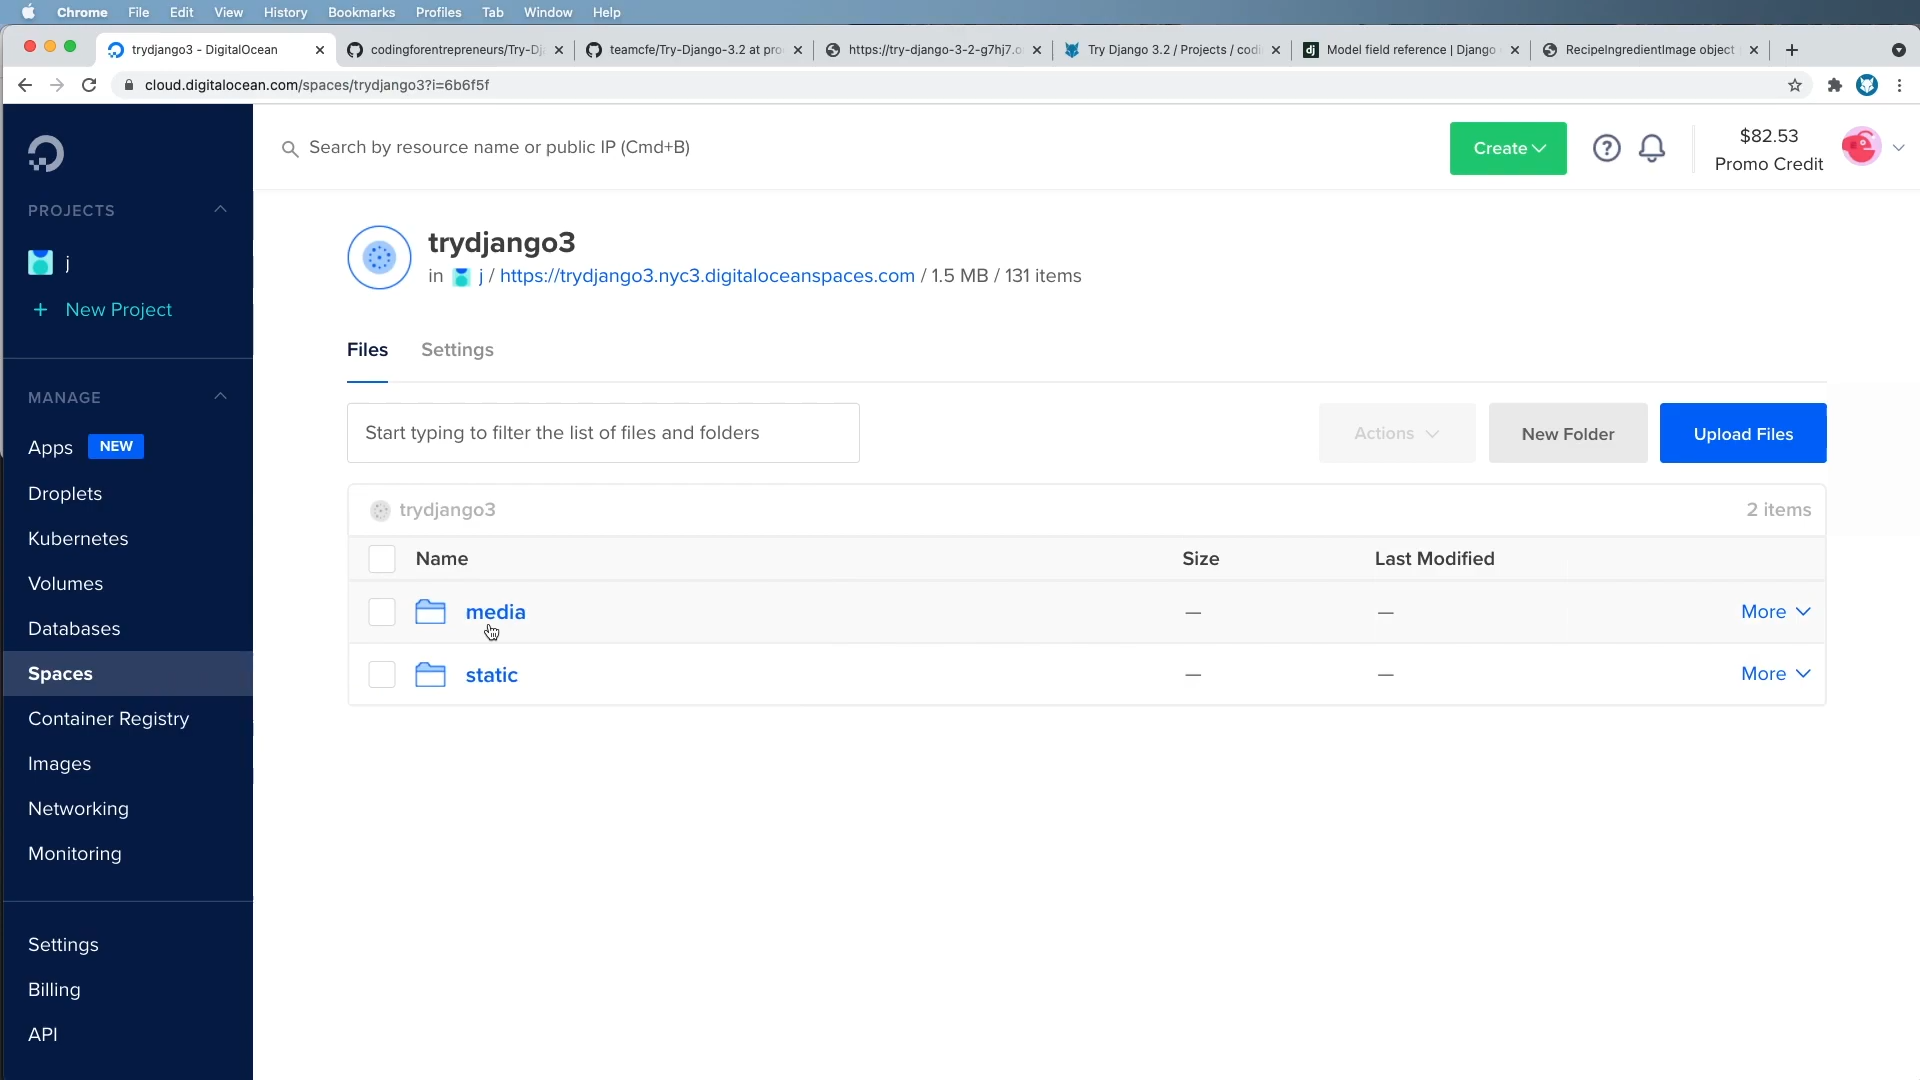 Chrome File Edit View History Bookmarks Profiles Tab Window Help
trydjango3 - DigitalOcean
codingforentrepreneurs/Try-Dj
teamcfe/Try-Django-3.2 at pro
https://try-django-3-2-g7hj7.o
Try Django 3.2 / Projects / codi
Model field reference | Django
RecipeIngredientImage object
cloud.digitalocean.com/spaces/trydjango3?i=6b6f5f
Search by resource name or public IP (Cmd+B)
Create
$82.53
Promo Credit
PROJECTS
j
+ New Project
MANAGE
Apps NEW
Droplets
Kubernetes
Volumes
Databases
Spaces
Container Registry
Images
Networking
Monitoring
Settings
Billing
API
trydjango3
in j / https://trydjango3.nyc3.digitaloceanspaces.com / 1.5 MB / 131 items
Files Settings
Start typing to filter the list of files and folders
Actions New Folder Upload Files
trydjango3 2 items
Name Size Last Modified
media — — More
static — — More